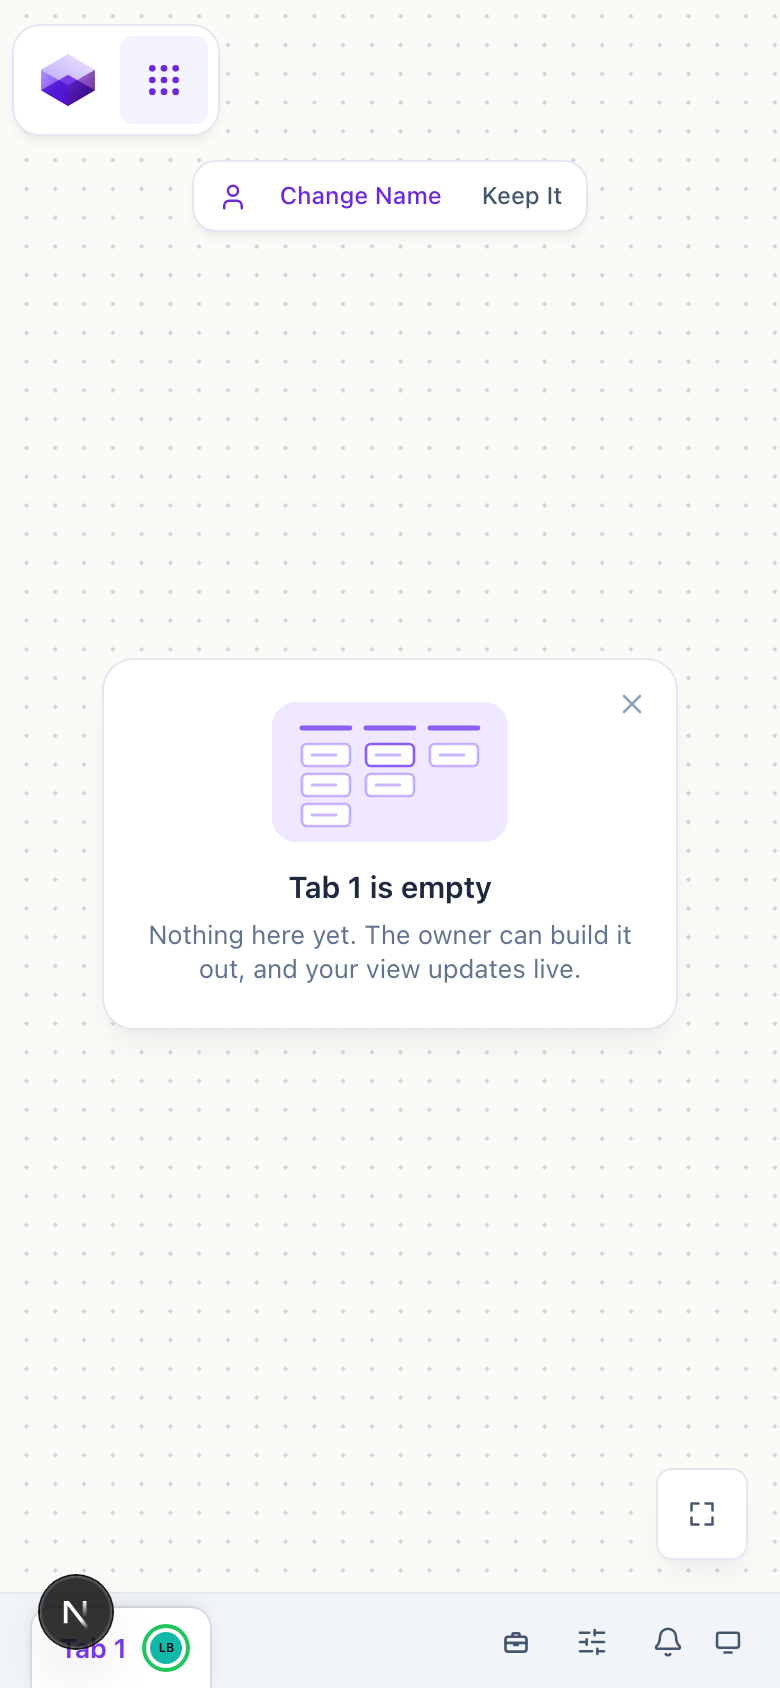 Change Name Keep It
Tab 1 is empty
Nothing here yet. The owner can build it
out, and your view updates live.
N
Tab 1 LB